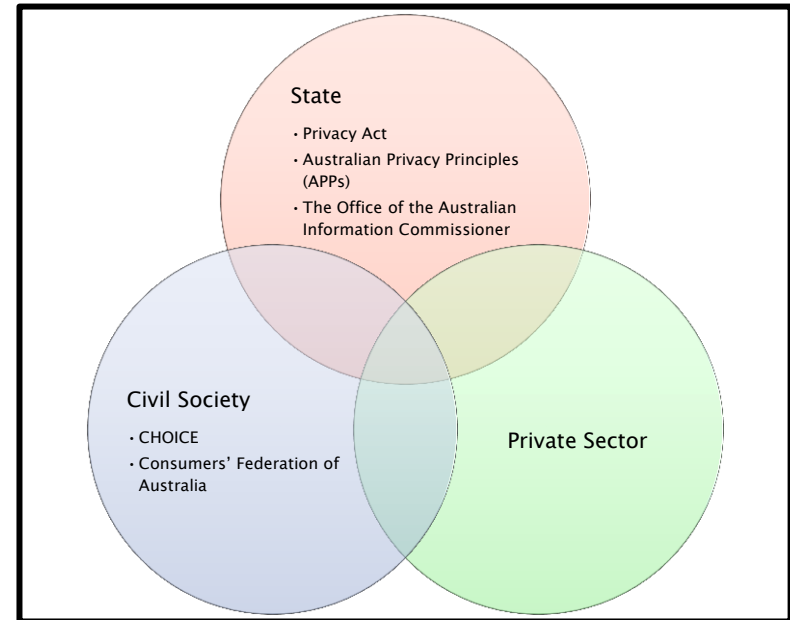 State
· Privacy Act
· Australian Privacy Principles
(APPs)
· The Office of the Australian
Information Commissioner
Civil Society
· CHOICE
· Consumers’ Federation of
Australia
Private Sector